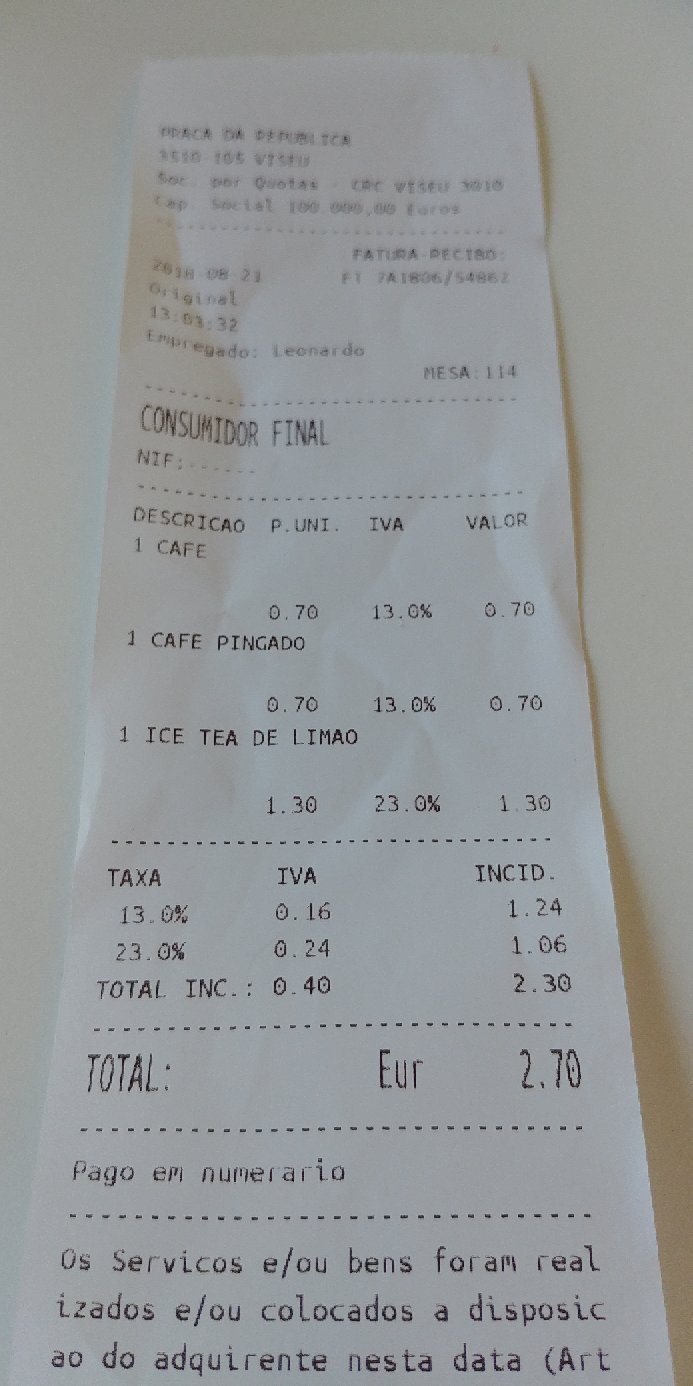 PRACA DA REPUBLICA
3510-105 VISEU
Soc. por Quotas - CRC VISEU 3010
Cap. Social 100.000,00 Euros
FATURA-RECIBO:
2018-08-21 FT 7A1806/54862
Original
13:03:32
Empregado: Leonardo
MESA:114
CONSUMIDOR FINAL
NIF:......
DESCRICAO P.UNI. IVA VALOR
1 CAFE
0.70 13.0% 0.70
1 CAFE PINGADO
0.70 13.0% 0.70
1 ICE TEA DE LIMAO
1.30 23.0% 1.30
TAXA IVA INCID.
13.0% 0.16 1.24
23.0% 0.24 1.06
TOTAL INC.: 0.40 2.30
TOTAL: Eur 2.70
Pago em numerario
Os Servicos e/ou bens foram real
izados e/ou colocados a disposic
ao do adquirente nesta data (Art